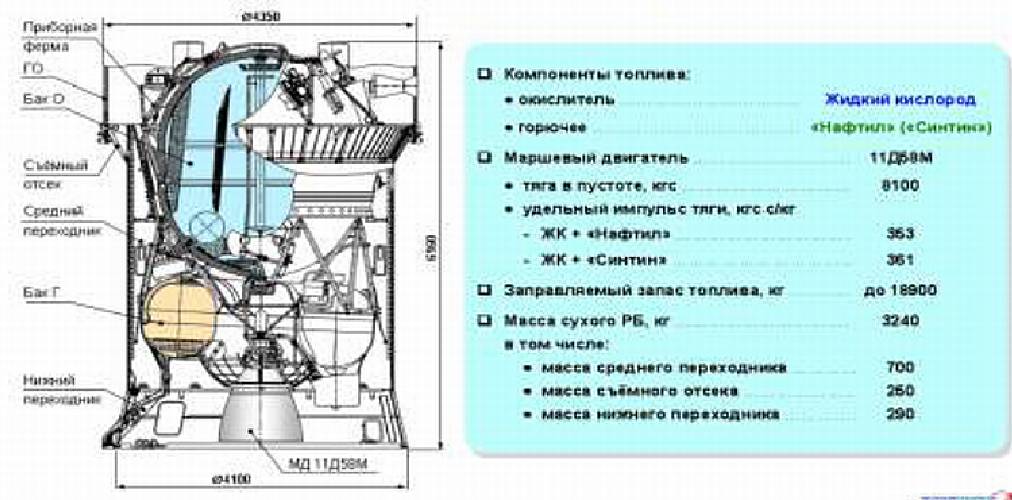 ⌀4350
Приборная
ферма
ГО
Бак О
Съёмный
отсек
Средний
переходник
Бак Г
Нижний
переходник
МД 11Д58М
⌀4100
Компоненты топлива:
• окислитель Жидкий кислород
• горючее «Нафтил» («Синтин»)
Маршевый двигатель 11Д58М
• тяга в пустоте, кгс 8100
• удельный импульс тяги, кгс·с/кг
- ЖК + «Нафтил» 353
- ЖК + «Синтин» 361
Заправляемый запас топлива, кг до 18900
Масса сухого РБ, кг 3240
в том числе:
• масса среднего переходника 700
• масса съёмного отсека 250
• масса нижнего переходника 290